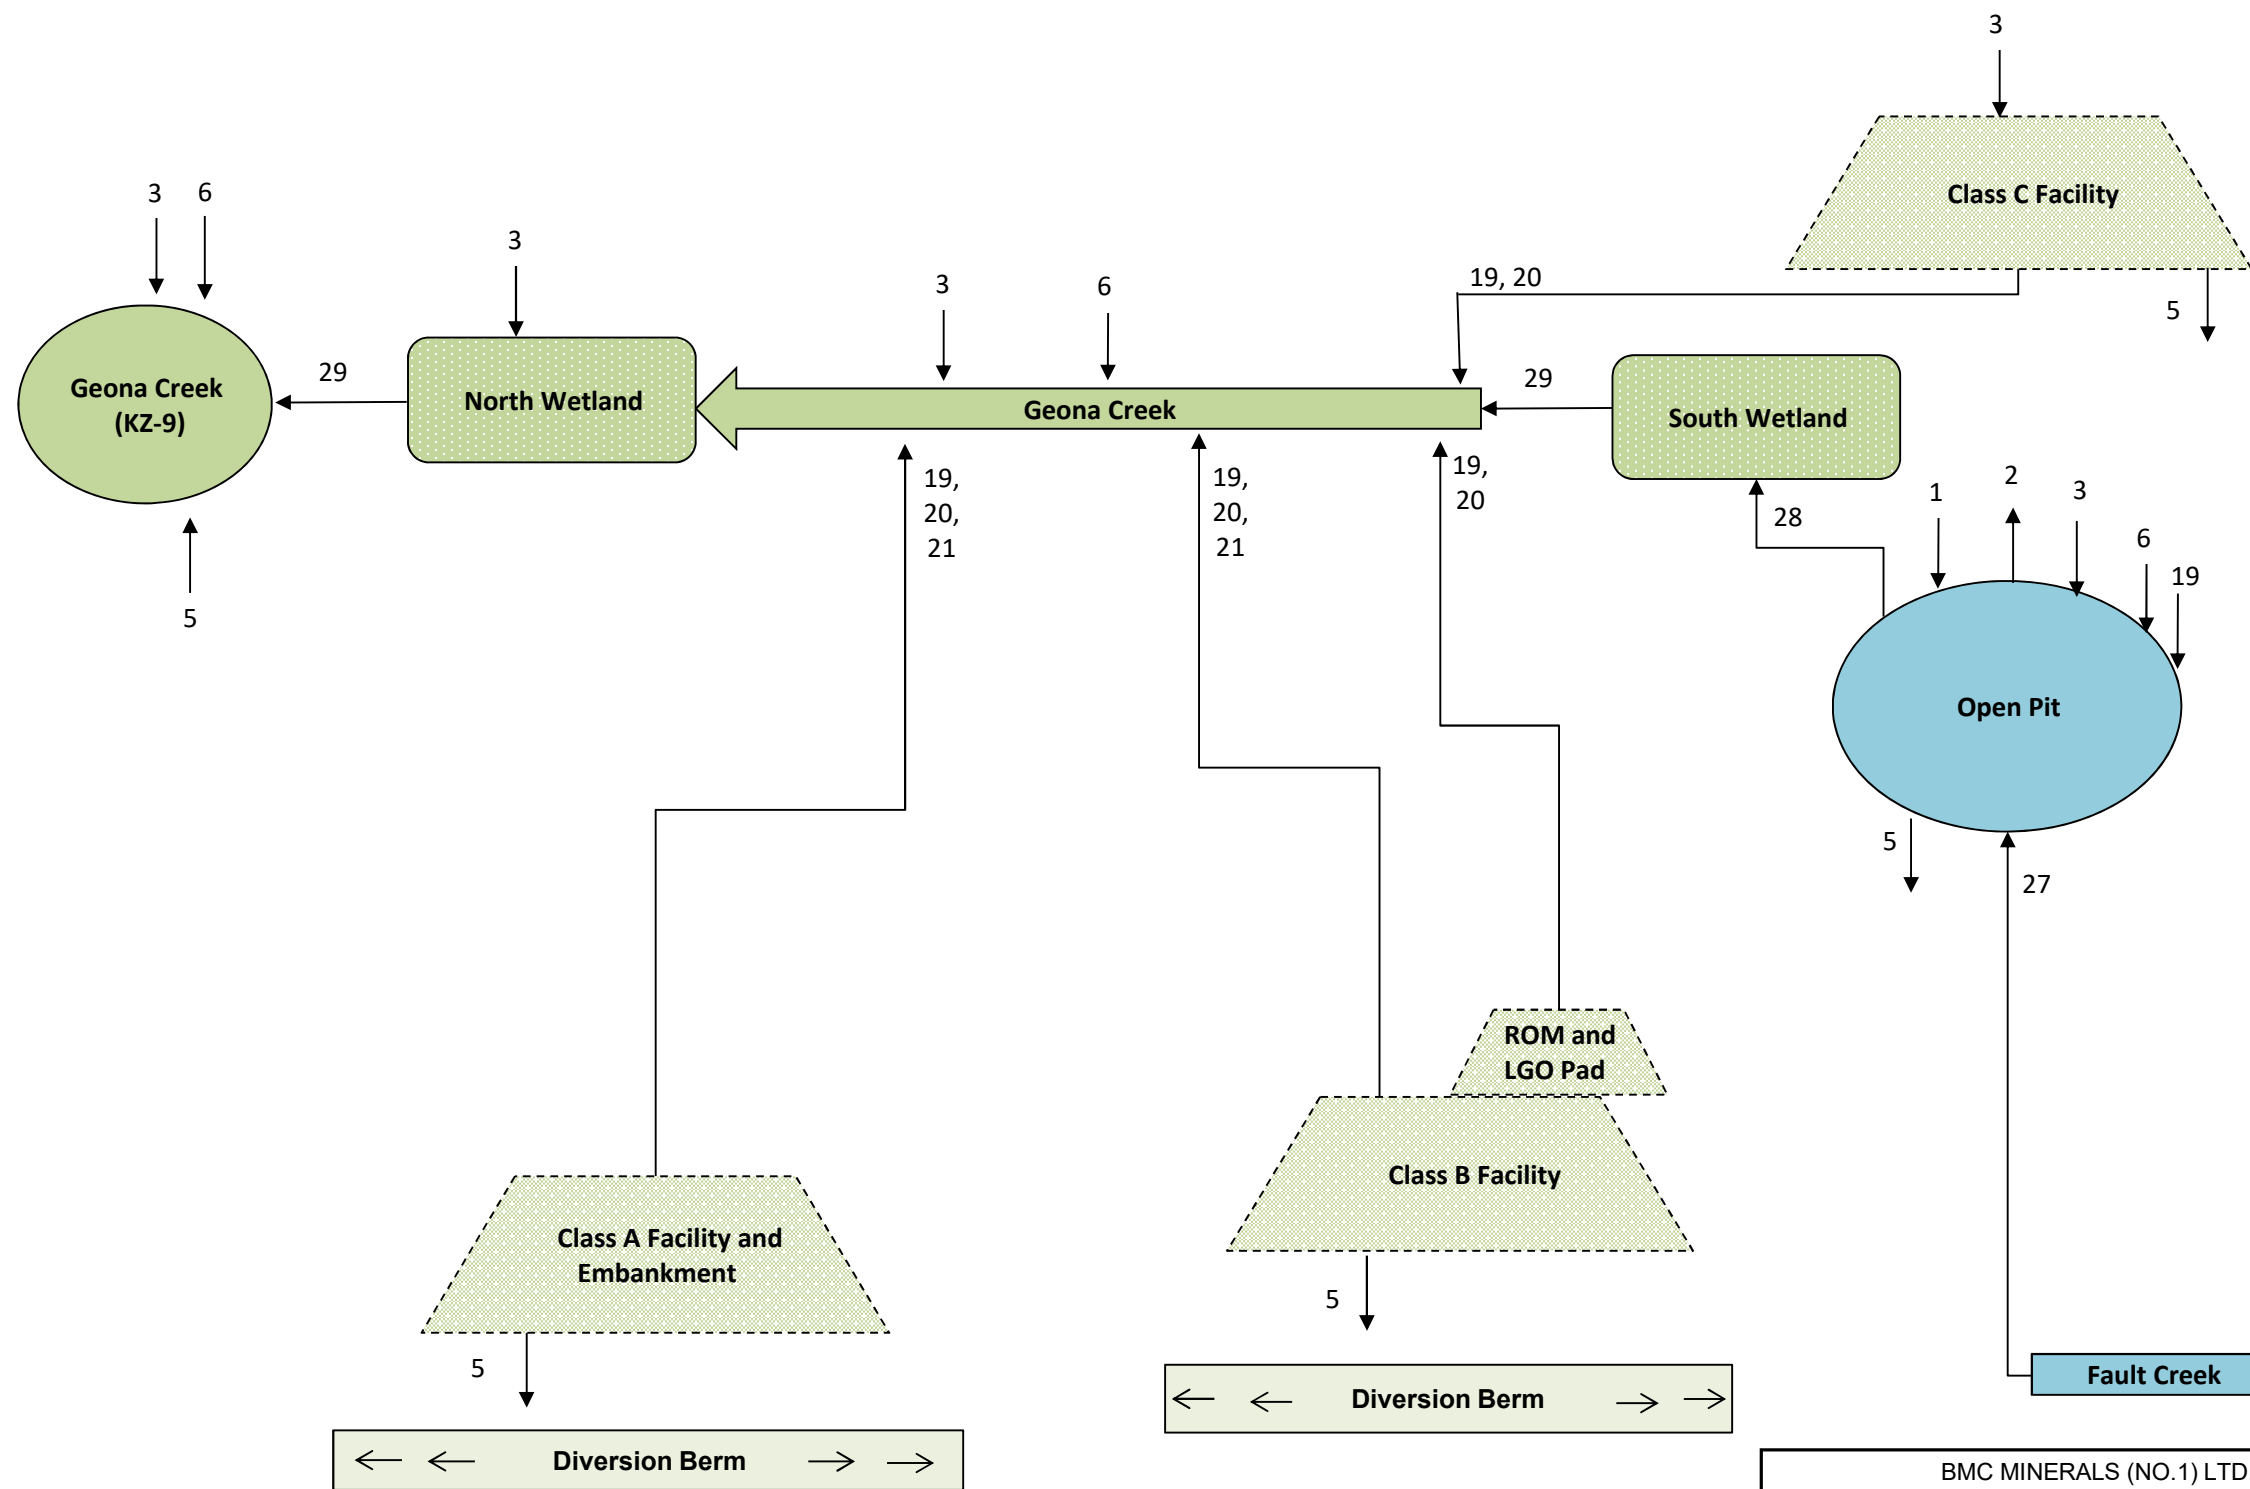 3
Class C Facility
3 6
3
3
6
19, 20
5
Geona Creek
(KZ-9)
29
North Wetland
Geona Creek
29
South Wetland
19,
20,
21
19,
20,
21
19,
20
28
1
2
3
6
19
5
Open Pit
5
27
ROM and
LGO Pad
Class B Facility
Class A Facility and
Embankment
5
5
Fault Creek
Diversion Berm
Diversion Berm
BMC MINERALS (NO.1) LTD